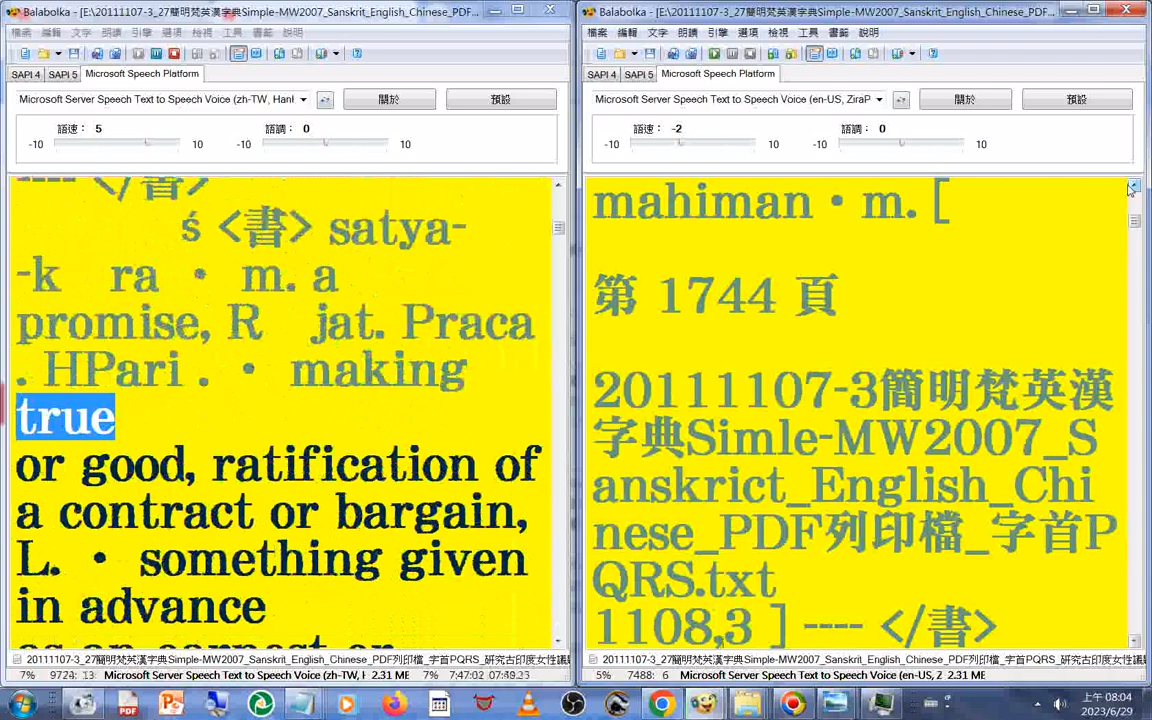 Balabolka - [E:\20111107-3_27簡明梵英漢字典Simple-MW2007_Sanskrit_English_Chinese_PDF...
檔案 編輯 文字 朗讀 引擎 選項 檢視 工具 書籤 說明
SAPI 4 SAPI 5 Microsoft Speech Platform
Microsoft Server Speech Text to Speech Voice (zh-TW, Hanl 關於 預設
語速： 5 語調： 0
-10 10 -10 10
---- </書>
ś <書> satya-
-k ra • m. a
promise, R jat. Praca
. HPari . • making
true
or good, ratification of
a contract or bargain,
L. • something given
in advance
as an earnest or
20111107-3_27簡明梵英漢字典Simple-MW2007_Sanskrit_English_Chinese_PDF列印檔_字首PQRS_研究古印度女性議題
7% 9724: 13: Microsoft Server Speech Text to Speech Voice (zh-TW, H 2.31 MB 7% 7:47:02 / 07:49:23
Balabolka - [E:\20111107-3_27簡明梵英漢字典Simple-MW2007_Sanskrit_English_Chinese_PDF...
檔案 編輯 文字 朗讀 引擎 選項 檢視 工具 書籤 說明
SAPI 4 SAPI 5 Microsoft Speech Platform
Microsoft Server Speech Text to Speech Voice (en-US, ZiraP 關於 預設
語速： -2 語調： 0
-10 10 -10 10
mahiman • m. [
第 1744 頁
20111107-3簡明梵英漢
字典Simle-MW2007_S
anskrict_English_Chi
nese_PDF列印檔_字首P
QRS.txt
1108,3 ] ---- </書>
20111107-3_27簡明梵英漢字典Simple-MW2007_Sanskrit_English_Chinese_PDF列印檔_字首PQRS_研究古印度女性議題
5% 7488: 6 Microsoft Server Speech Text to Speech Voice (en-US, Z 2.31 MB
上午 08:04
2023/6/29